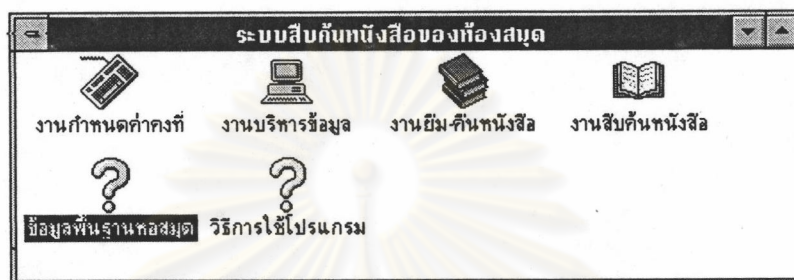 ระบบสืบค้นหนังสือของห้องสมุด
งานกำหนดค่าคงที่ งานบริหารข้อมูล งานยืม-คืนหนังสือ งานสืบค้นหนังสือ
ข้อมูลพื้นฐานหอสมุด วิธีการใช้โปรแกรม